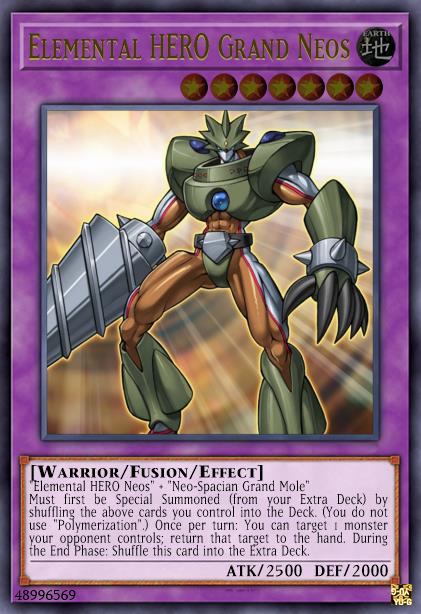 ELEMENTAL HERO GRAND NEOS
EARTH
地
[WARRIOR/FUSION/EFFECT]
"Elemental HERO Neos" + "Neo-Spacian Grand Mole"
Must first be Special Summoned (from your Extra Deck) by
shuffling the above cards you control into the Deck. (You do not
use "Polymerization".) Once per turn: You can target 1 monster
your opponent controls; return that target to the hand. During
the End Phase: Shuffle this card into the Extra Deck.
ATK/2500 DEF/2000
48996569